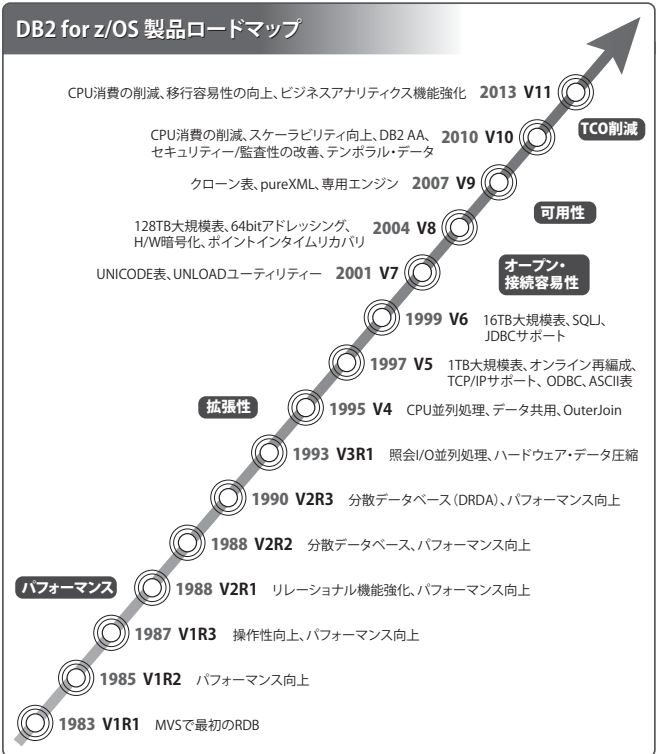 DB2 for z/OS 製品ロードマップ
CPU消費の削減、移行容易性の向上、ビジネスアナリティクス機能強化 2013 V11
TCO削減
CPU消費の削減、スケーラビリティ向上、DB2 AA、
セキュリティー/監査性の改善、テンポラル・データ 2010 V10
クローン表、pureXML、専用エンジン 2007 V9
可用性
128TB大規模表、64bitアドレッシング、
H/W暗号化、ポイントインタイムリカバリ 2004 V8
UNICODE表、UNLOADユーティリティー 2001 V7
オープン・
接続容易性
1999 V6 16TB大規模表、SQLJ、
JDBCサポート
1997 V5 1TB大規模表、オンライン再編成、
TCP/IPサポート、ODBC、ASCII表
拡張性
1995 V4 CPU並列処理、データ共用、OuterJoin
1993 V3R1 照会I/O並列処理、ハードウェア・データ圧縮
1990 V2R3 分散データベース（DRDA）、パフォーマンス向上
1988 V2R2 分散データベース、パフォーマンス向上
パフォーマンス
1988 V2R1 リレーショナル機能強化、パフォーマンス向上
1987 V1R3 操作性向上、パフォーマンス向上
1985 V1R2 パフォーマンス向上
1983 V1R1 MVSで最初のRDB